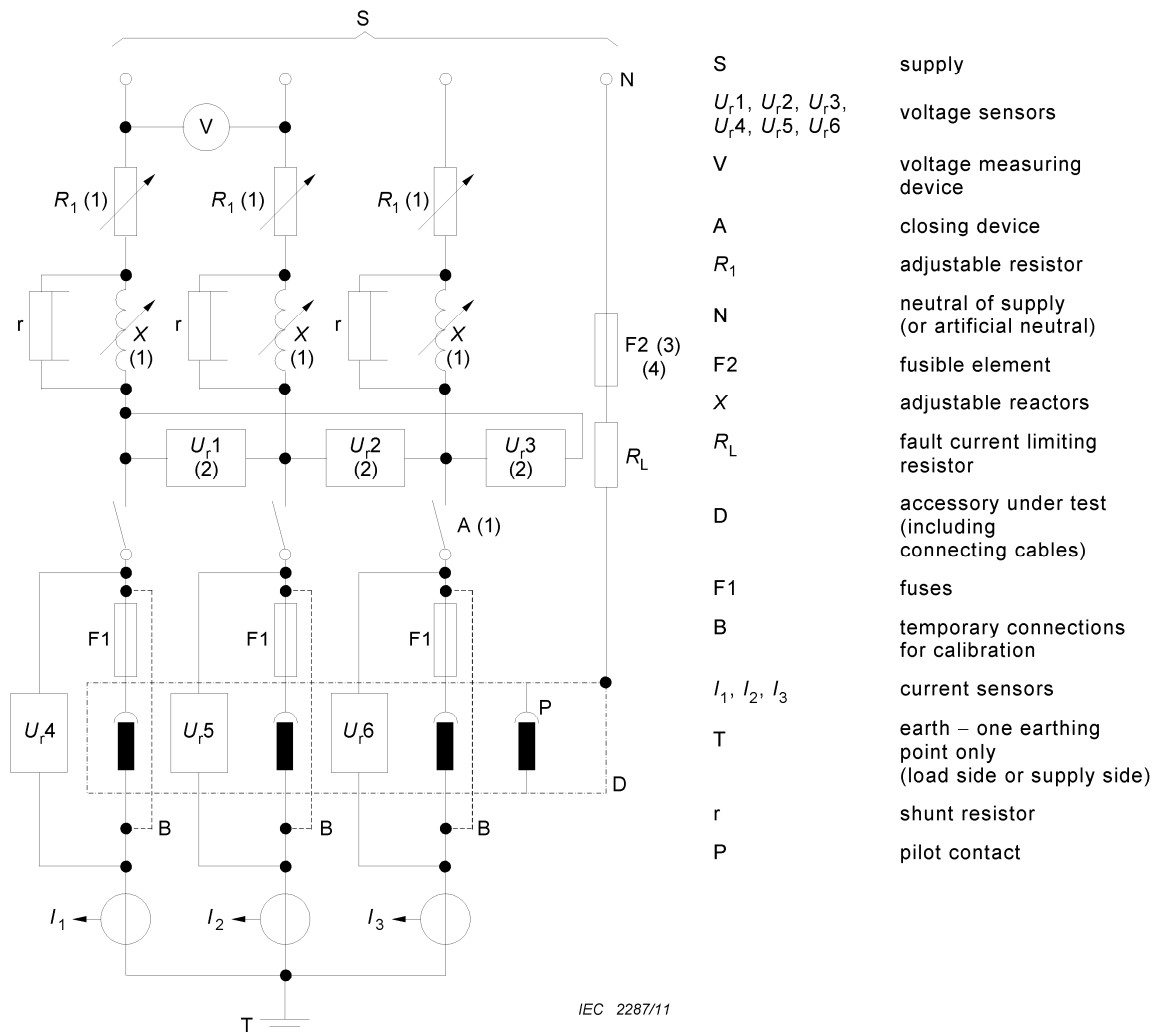 S
N
V
R1 (1) R1 (1) R1 (1)
r X (1) r X (1) r X (1)
F2 (3)
(4)
Ur1 (2) Ur2 (2) Ur3 (2)
RL
A (1)
F1 F1 F1
P
Ur4 Ur5 Ur6
D
B B B
I1 I2 I3
T
IEC 2287/11
S supply
Ur1, Ur2, Ur3,
Ur4, Ur5, Ur6 voltage sensors
V voltage measuring
device
A closing device
R1 adjustable resistor
N neutral of supply
(or artificial neutral)
F2 fusible element
X adjustable reactors
RL fault current limiting
resistor
D accessory under test
(including
connecting cables)
F1 fuses
B temporary connections
for calibration
I1, I2, I3 current sensors
T earth – one earthing
point only
(load side or supply side)
r shunt resistor
P pilot contact